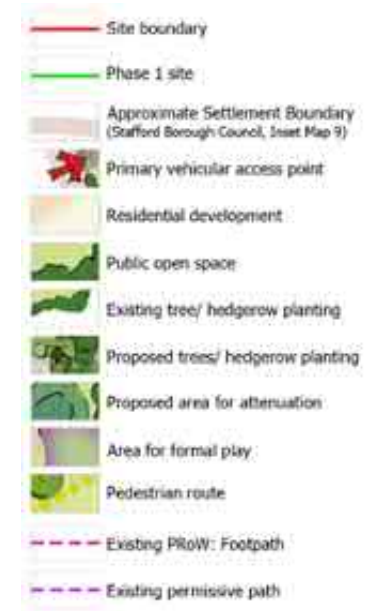 Site boundary
Phase 1 site
Approximate Settlement Boundary
(Stafford Borough Council, Inset Map 9)
Primary vehicular access point
Residential development
Public open space
Existing tree/ hedgerow planting
Proposed trees/ hedgerow planting
Proposed area for attenuation
Area for formal play
Pedestrian route
Existing PRoW: Footpath
Existing permissive path